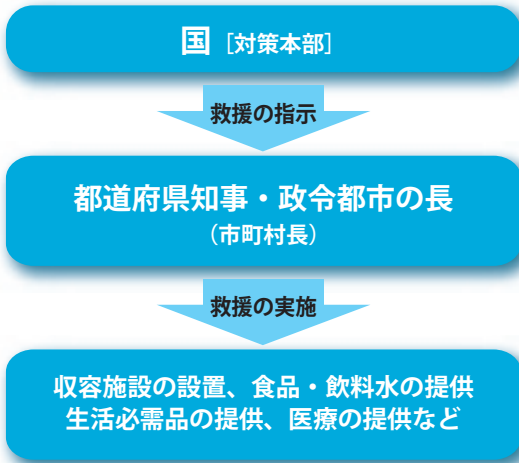 国［対策本部］
救援の指示
都道府県知事・政令都市の長
（市町村長）
救援の実施
収容施設の設置、食品・飲料水の提供
生活必需品の提供、医療の提供など